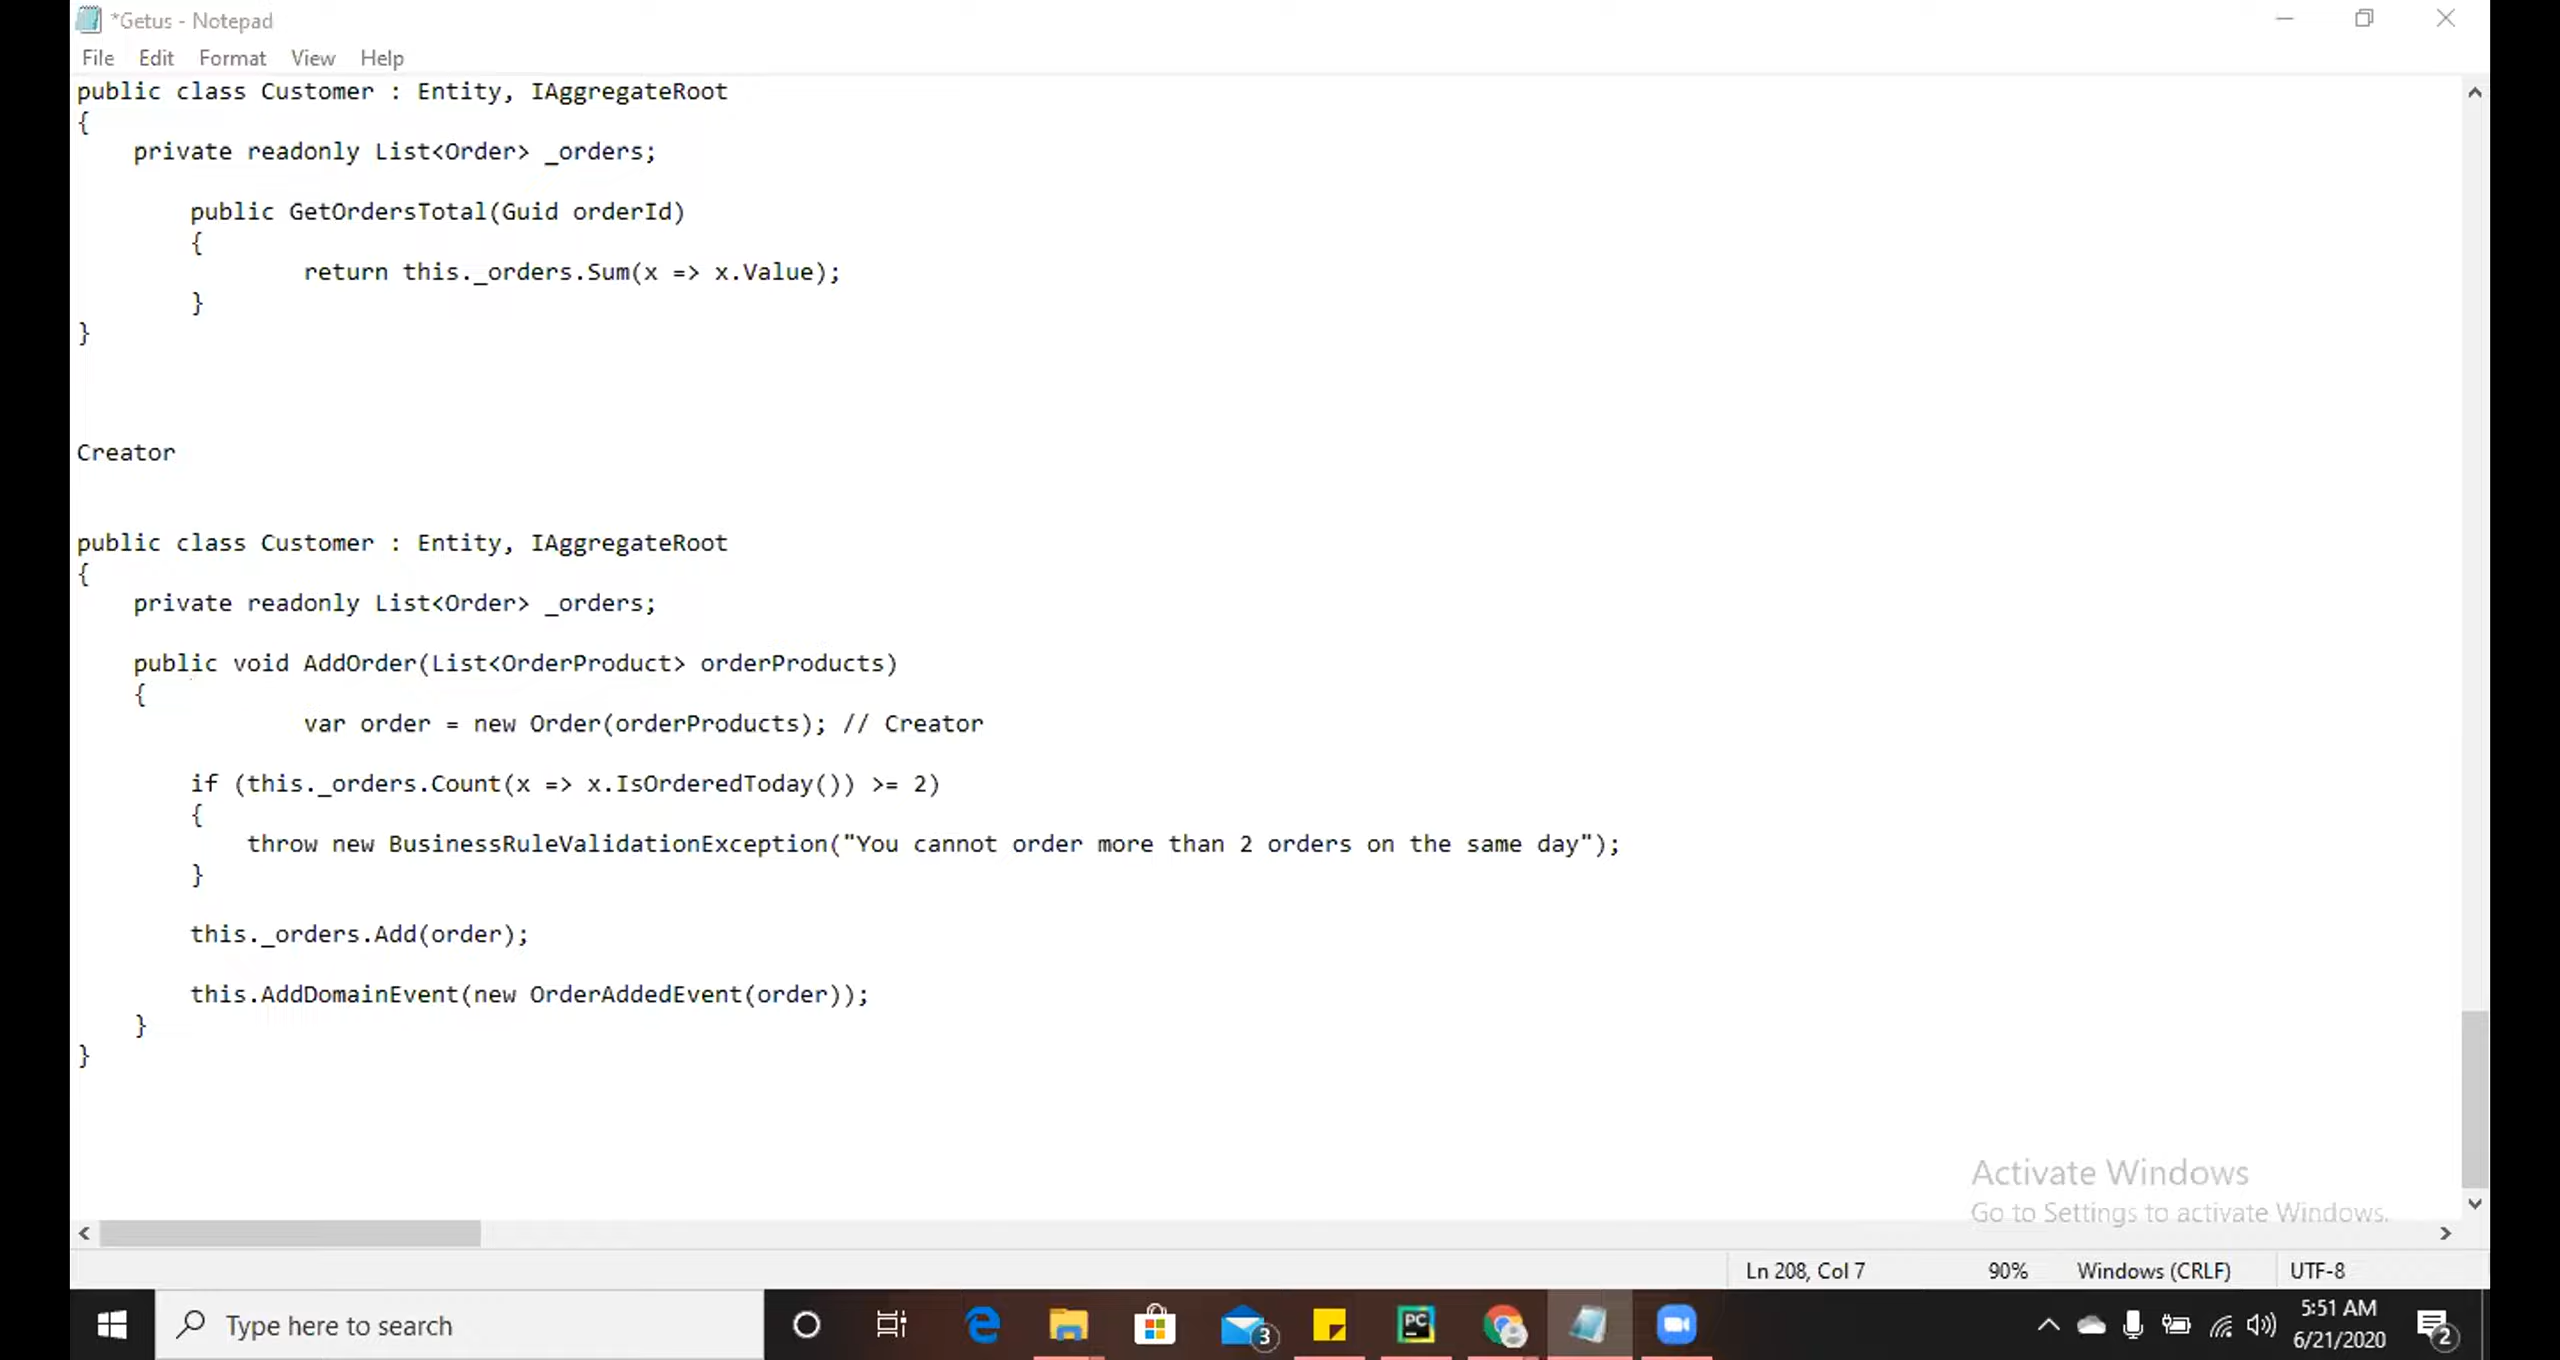 *Getus - Notepad
File Edit Format View Help
public class Customer : Entity, IAggregateRoot
{
private readonly List<Order> _orders;
public GetOrdersTotal(Guid orderId)
{
return this._orders.Sum(x => x.Value);
}
}
Creator
public class Customer : Entity, IAggregateRoot
{
private readonly List<Order> _orders;
public void AddOrder(List<OrderProduct> orderProducts)
{
var order = new Order(orderProducts); // Creator
if (this._orders.Count(x => x.IsOrderedToday()) >= 2)
{
throw new BusinessRuleValidationException("You cannot order more than 2 orders on the same day");
}
this._orders.Add(order);
this.AddDomainEvent(new OrderAddedEvent(order));
}
}
Activate Windows
Go to Settings to activate Windows.
Ln 208, Col 7 90% Windows (CRLF) UTF-8
Type here to search
3
PC
5:51 AM
6/21/2020
2